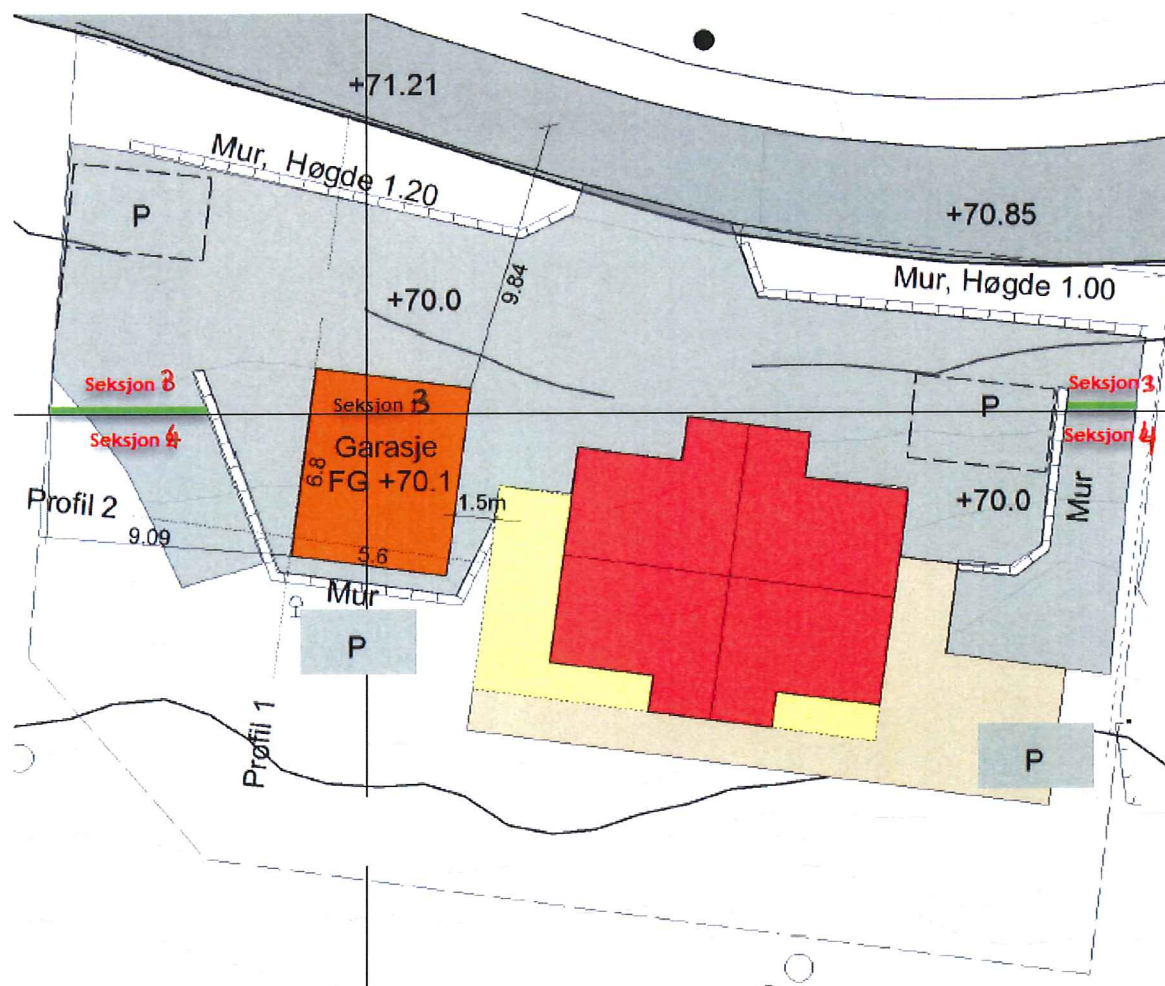 +71.21
Mur, Høgde 1.20
P
+70.85
Mur, Høgde 1.00
+70.0
9.84
Seksjon 3
Seksjon 4
Seksjon 3
Garasje
FG +70.1
6.8
5.6
1.5m
P
+70.0
Seksjon 3
Seksjon 4
Mur
Profil 2
9.09
Mur
P
Profil 1
P